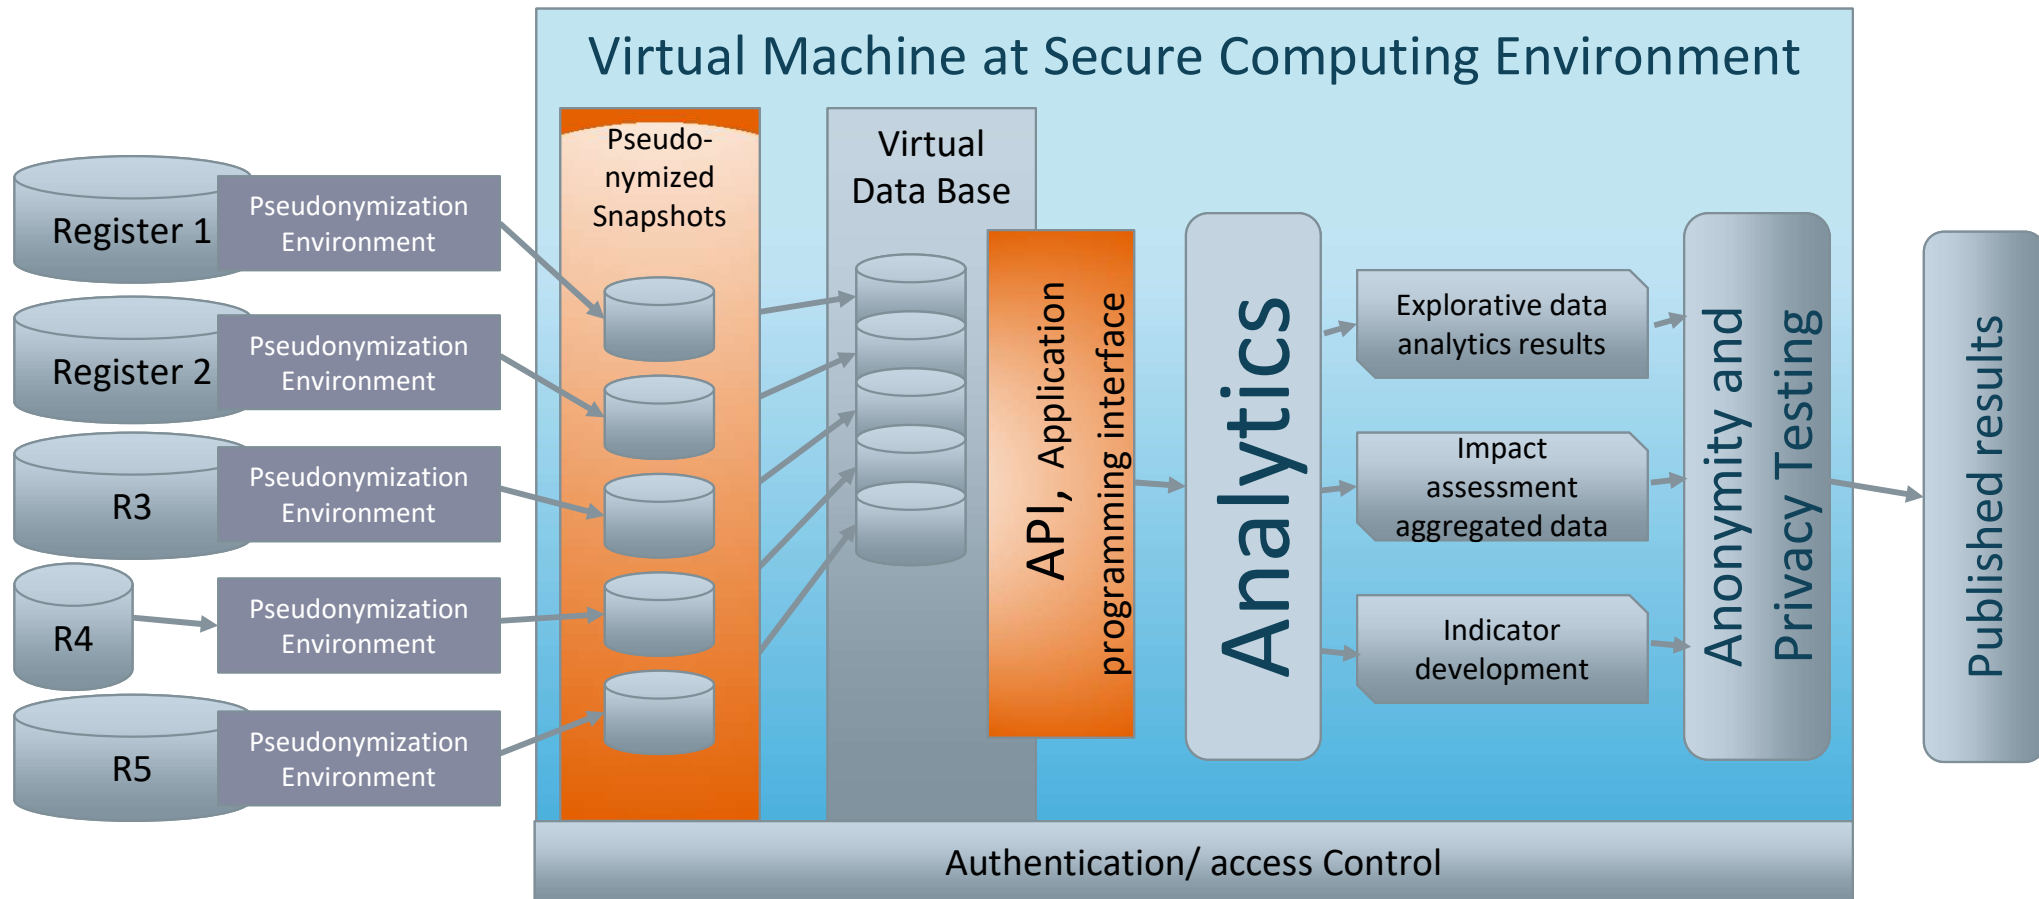 Virtual Machine at Secure Computing Environment
Register 1
Pseudonymization
Environment
Register 2
Pseudonymization
Environment
R3
Pseudonymization
Environment
R4
Pseudonymization
Environment
R5
Pseudonymization
Environment
Pseudo-
nymized
Snapshots
Virtual
Data Base
API, Application
programming interface
Analytics
Explorative data
analytics results
Impact
assessment
aggregated data
Indicator
development
Anonymity and
Privacy Testing
Published results
Authentication/ access Control